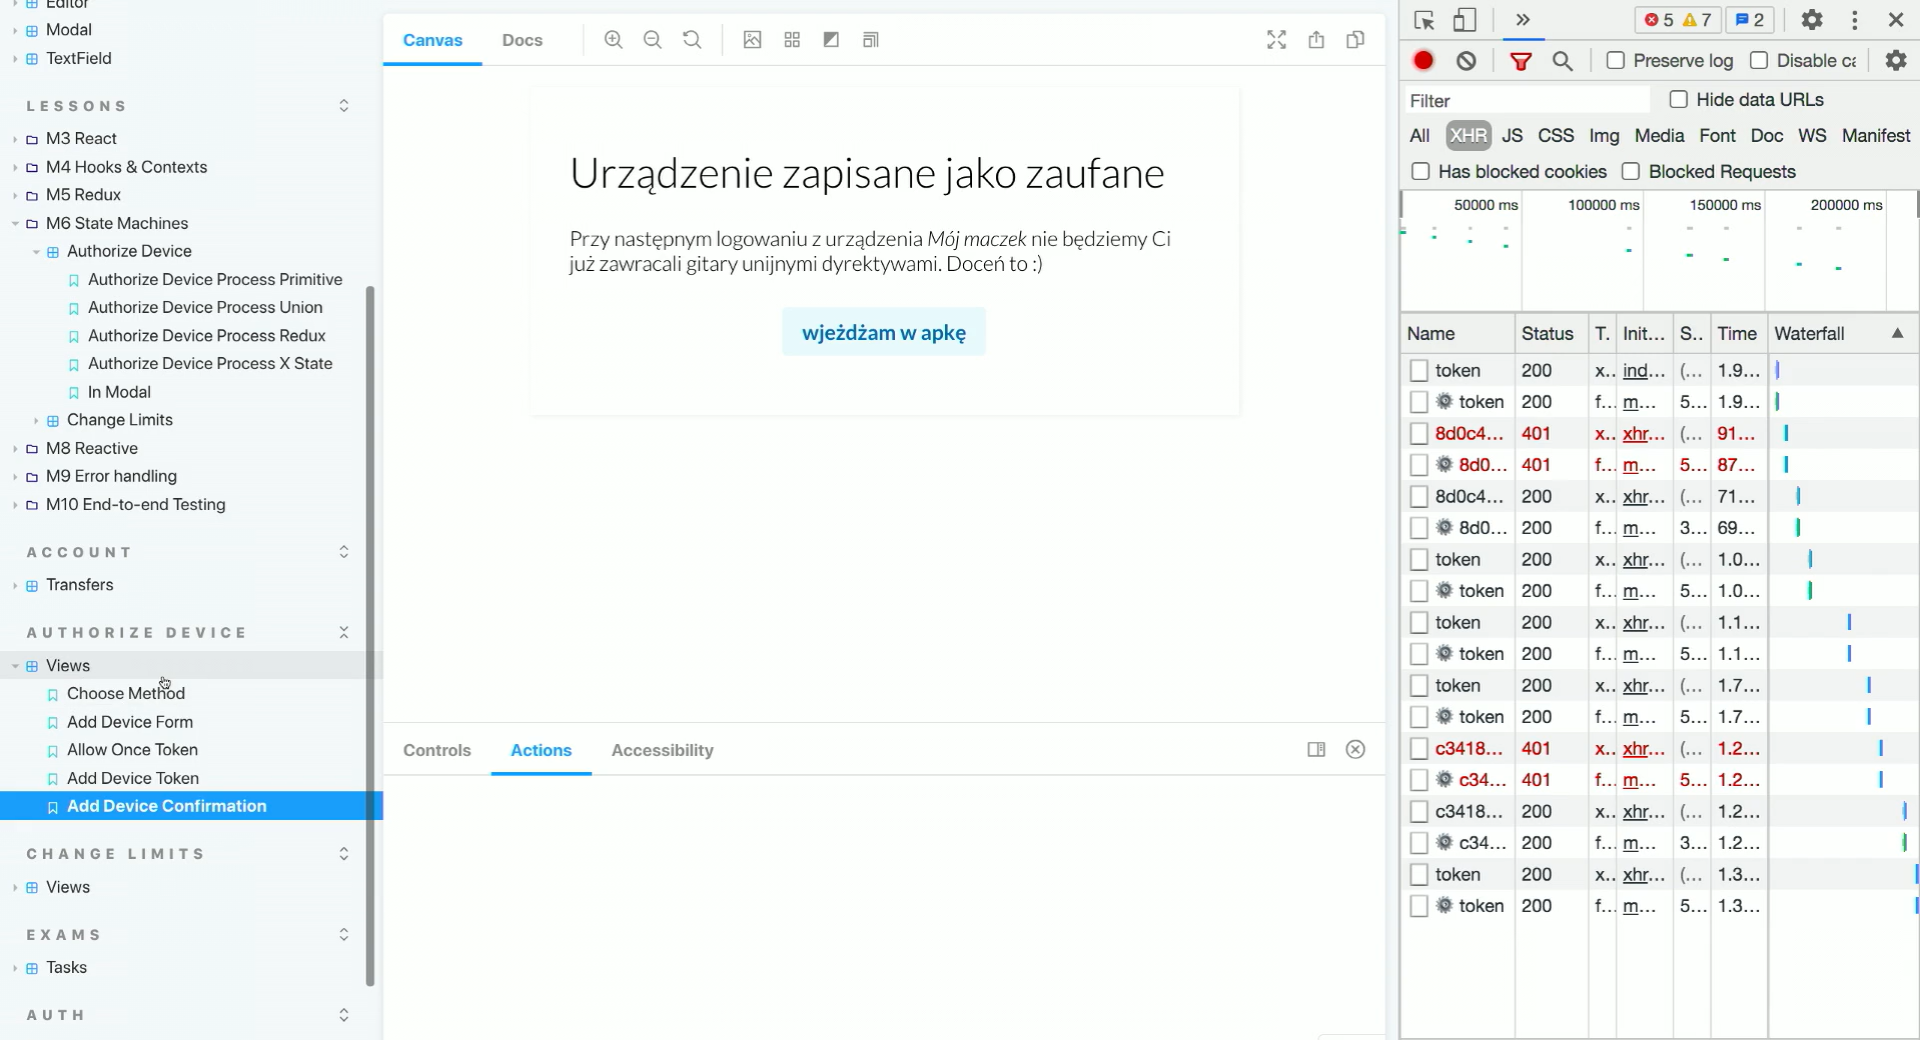 Editor
Modal
TextField
LESSONS
M3 React
M4 Hooks & Contexts
M5 Redux
M6 State Machines
Authorize Device
Authorize Device Process Primitive
Authorize Device Process Union
Authorize Device Process Redux
Authorize Device Process X State
In Modal
Change Limits
M8 Reactive
M9 Error handling
M10 End-to-end Testing
ACCOUNT
Transfers
AUTHORIZE DEVICE
Views
Choose Method
Add Device Form
Allow Once Token
Add Device Token
Add Device Confirmation
CHANGE LIMITS
Views
EXAMS
Tasks
AUTH
Canvas Docs
Urządzenie zapisane jako zaufane
Przy następnym logowaniu z urządzenia Mój maczek nie będziemy Ci
już zawracali gitary unijnymi dyrektywami. Doceń to :)
wjeżdżam w apkę
Controls Actions Accessibility
5 7 2
Preserve log Disable ca
Filter Hide data URLs
All XHR JS CSS Img Media Font Doc WS Manifest
Has blocked cookies Blocked Requests
50000 ms 100000 ms 150000 ms 200000 ms
Name Status T. Init... S.. Time Waterfall
token 200 x.. ind... (... 1.9...
token 200 f... m... 5... 1.9...
8d0c4... 401 x.. xhr... (... 91...
8d0... 401 f... m... 5... 87...
8d0c4... 200 x.. xhr... (... 71...
8d0... 200 f... m... 3... 69...
token 200 x.. xhr... (... 1.0...
token 200 f... m... 5... 1.0...
token 200 x.. xhr... (... 1.1...
token 200 f... m... 5... 1.1...
token 200 x.. xhr... (... 1.7...
token 200 f... m... 5... 1.7...
c3418... 401 x.. xhr... (... 1.2...
c34... 401 f... m... 5... 1.2...
c3418... 200 x.. xhr... (... 1.2...
c34... 200 f... m... 3... 1.2...
token 200 x.. xhr... (... 1.3...
token 200 f... m... 5... 1.3...